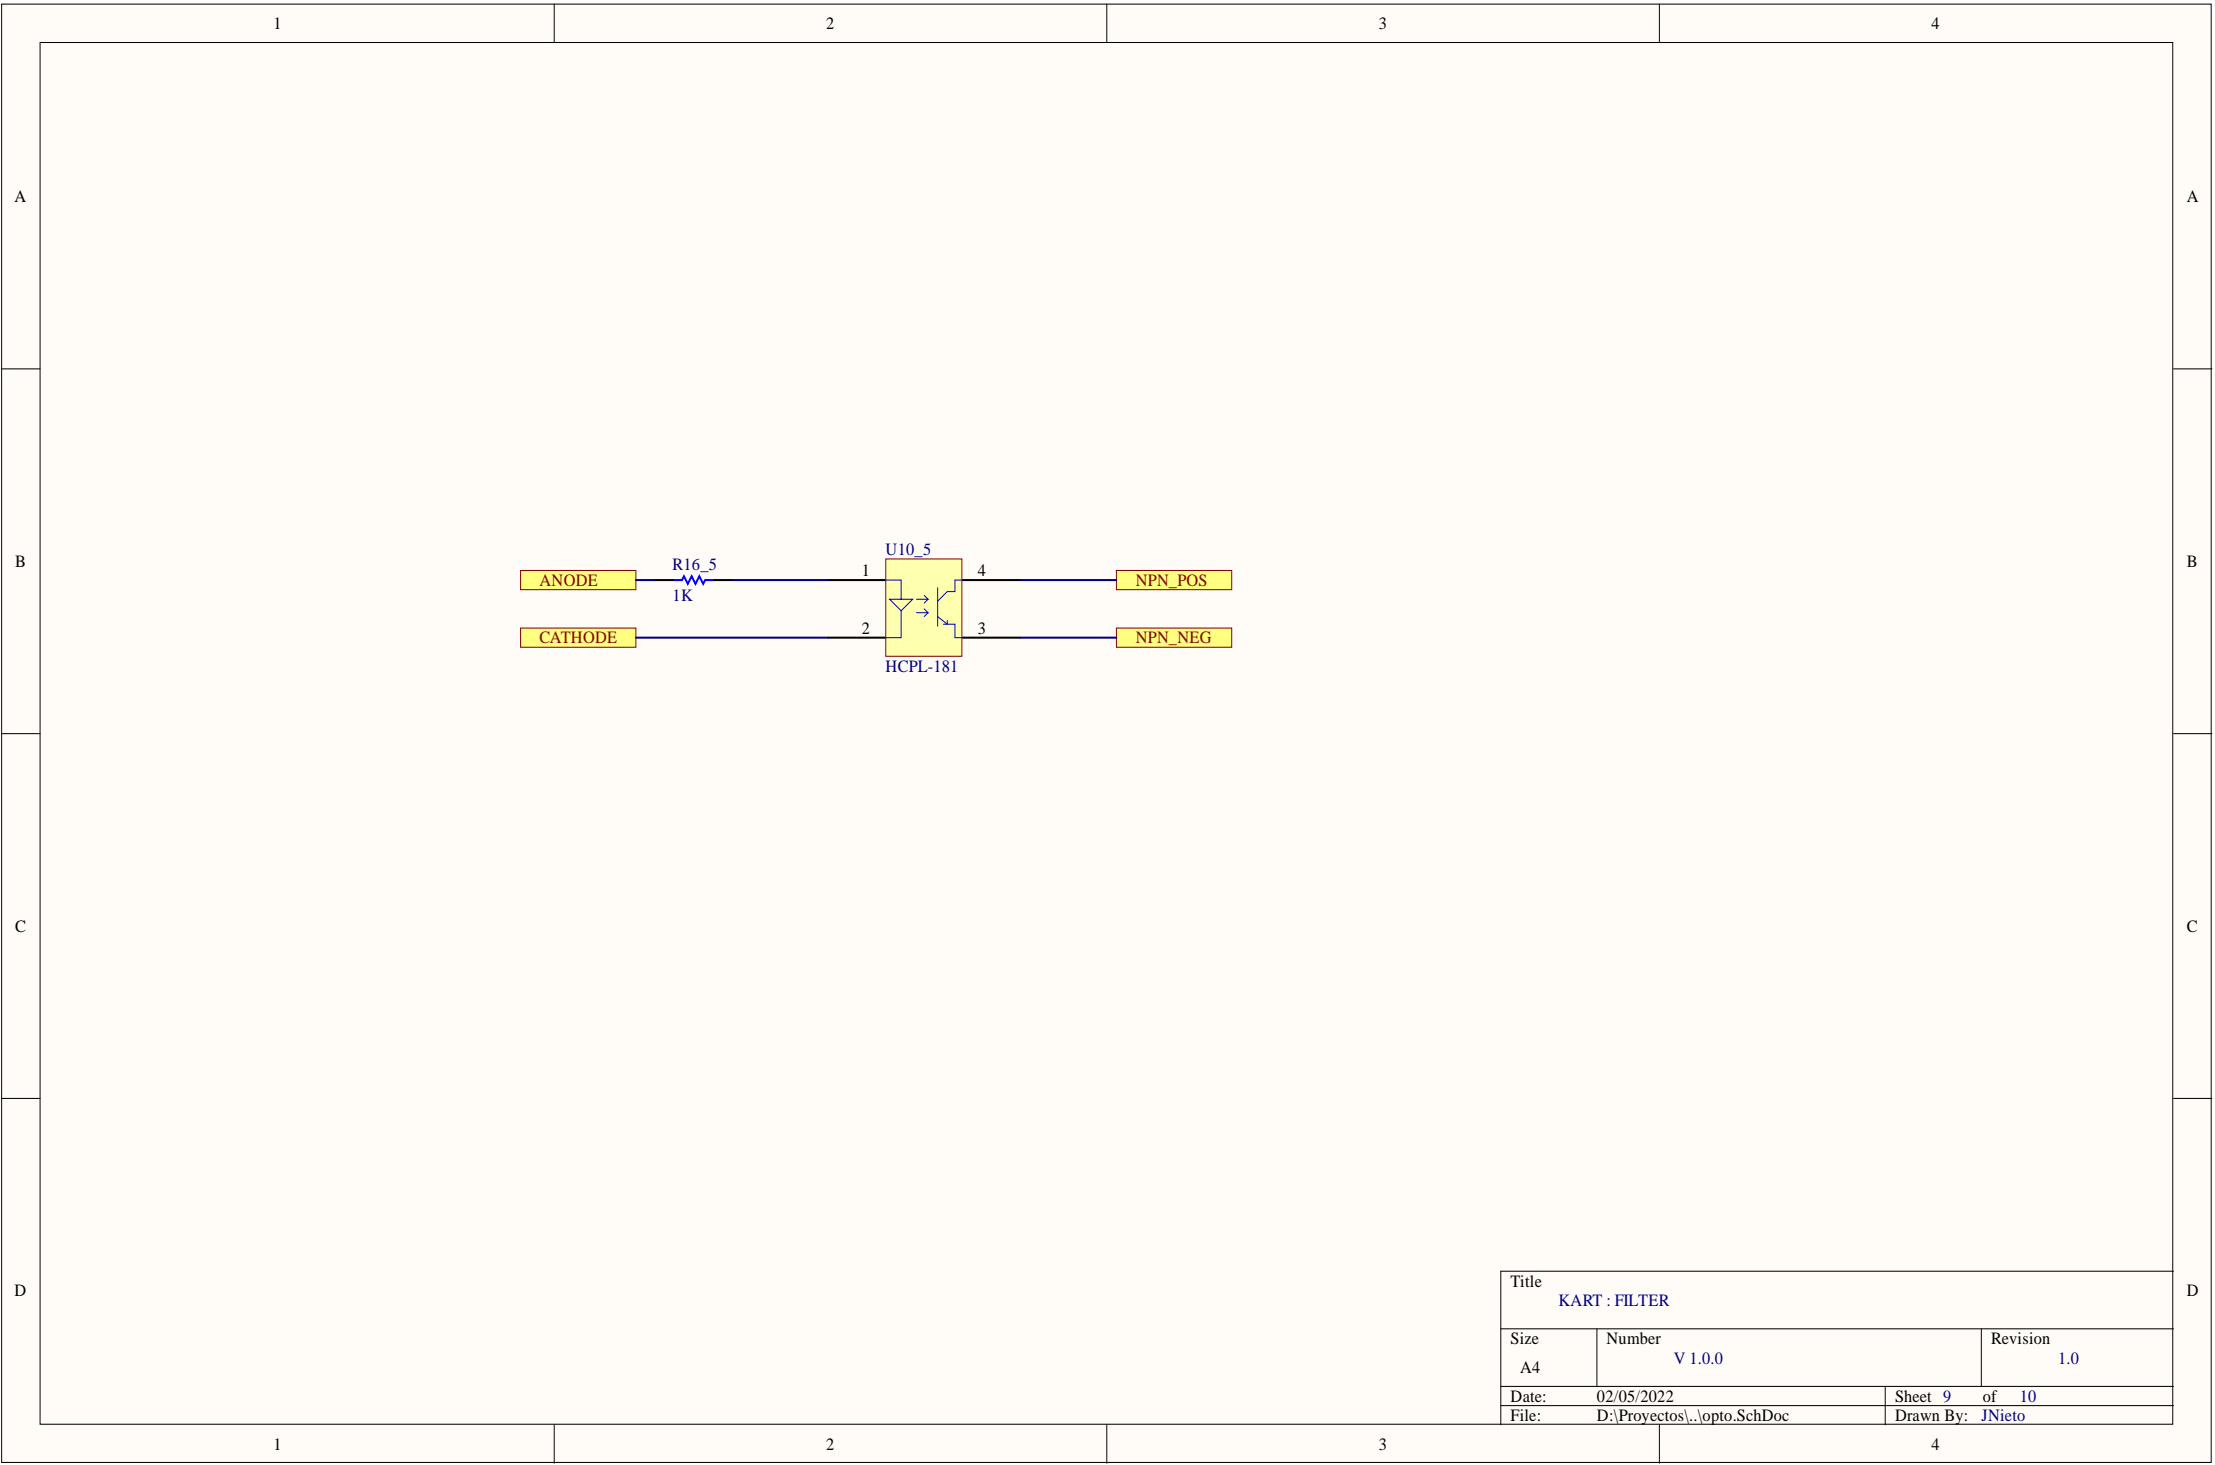 1 2 3 4
A A
B B
C C
D D
U10_5
R16_5
ANODE 1 4 NPN_POS
1K
CATHODE 2 3 NPN_NEG
HCPL-181
Title
KART : FILTER
Size Number Revision
A4 V 1.0.0 1.0
Date: 02/05/2022 Sheet 9 of 10
File: D:\Proyectos\..\opto.SchDoc Drawn By: JNieto
1 2 3 4